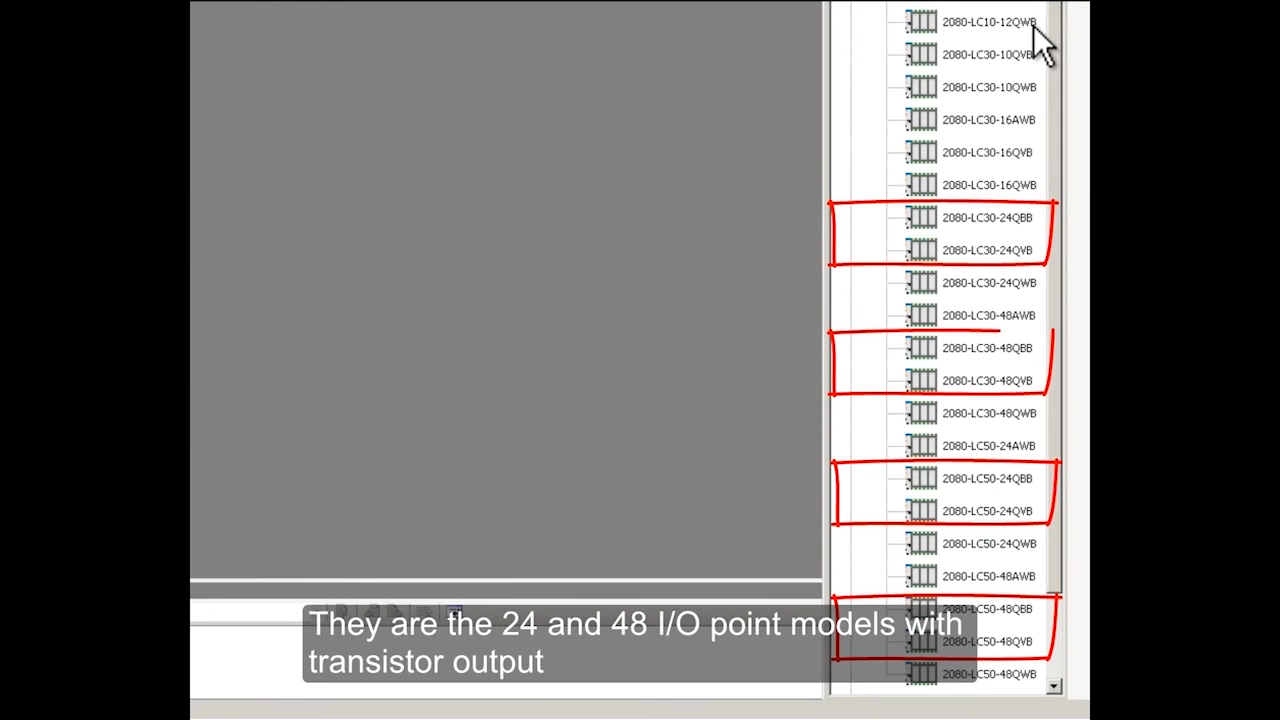 2080-LC10-12QWB
2080-LC30-10QVB
2080-LC30-10QWB
2080-LC30-16AWB
2080-LC30-16QVB
2080-LC30-16QWB
2080-LC30-24QBB
2080-LC30-24QVB
2080-LC30-24QWB
2080-LC30-48AWB
2080-LC30-48QBB
2080-LC30-48QVB
2080-LC30-48QWB
2080-LC50-24AWB
2080-LC50-24QBB
2080-LC50-24QVB
2080-LC50-24QWB
2080-LC50-48AWB
2080-LC50-48QBB
2080-LC50-48QVB
2080-LC50-48QWB
They are the 24 and 48 I/O point models with
transistor output